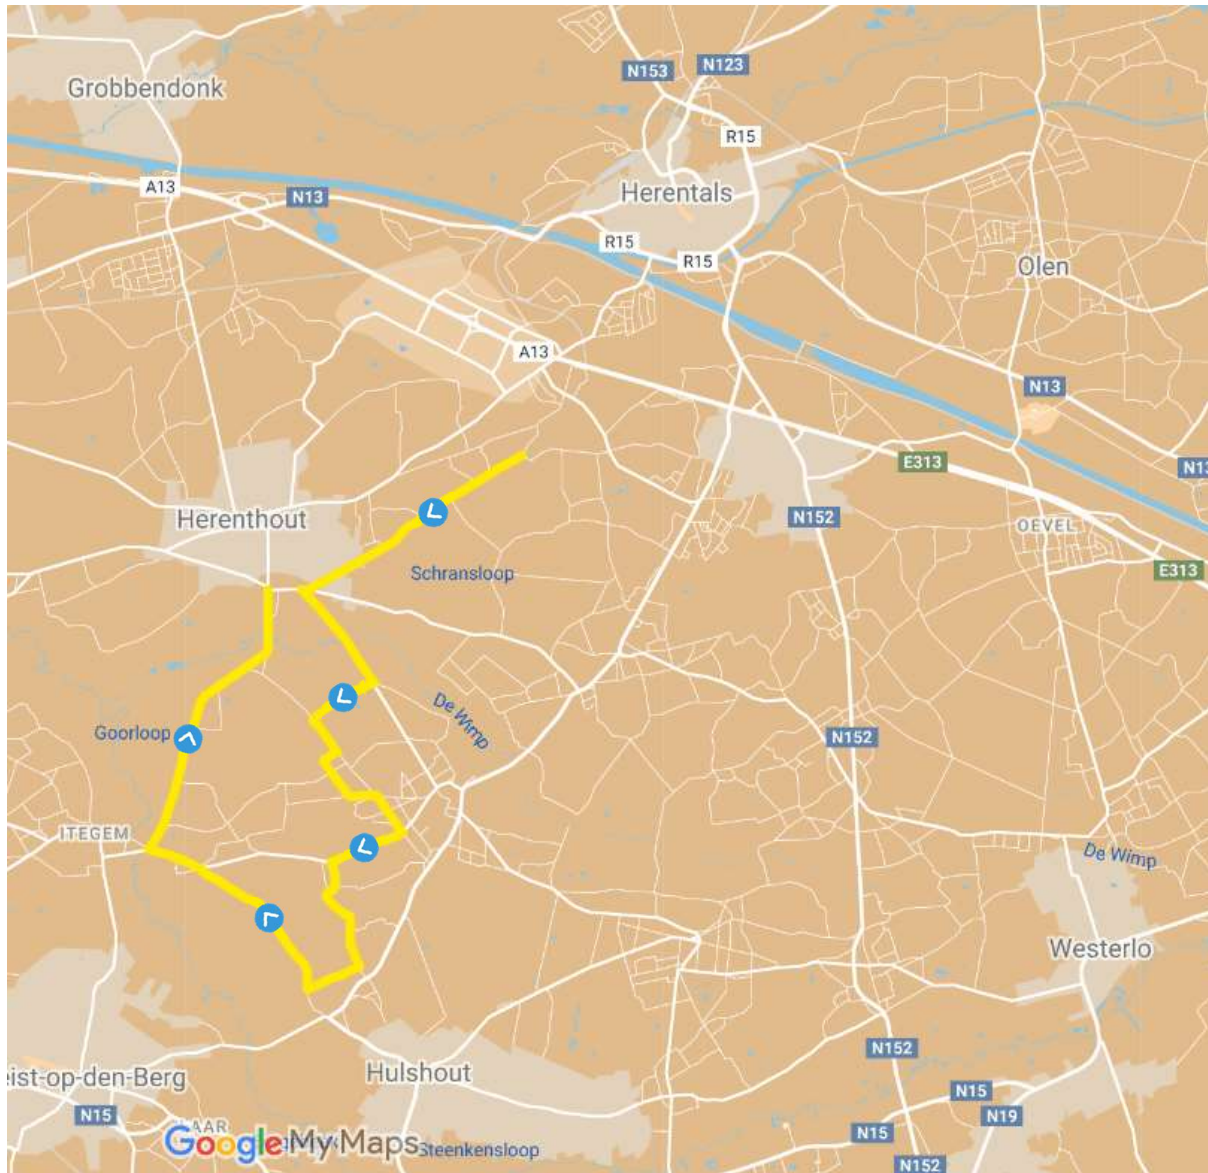 N153
N123
Grobbendonk
R15
A13
N13
Herentals
R15
R15
Olen
A13
N13
E313
N13
Herenthout
N152
OEVEL
Schransloop
E313
De Wimp
Goorloop
N152
ITEGEM
De Wimp
Westerlo
N152
Hulshout
eist-op-den-Berg
N15
N15
N19
LAAR
N15
Google My Maps
Steenkensloop
N152